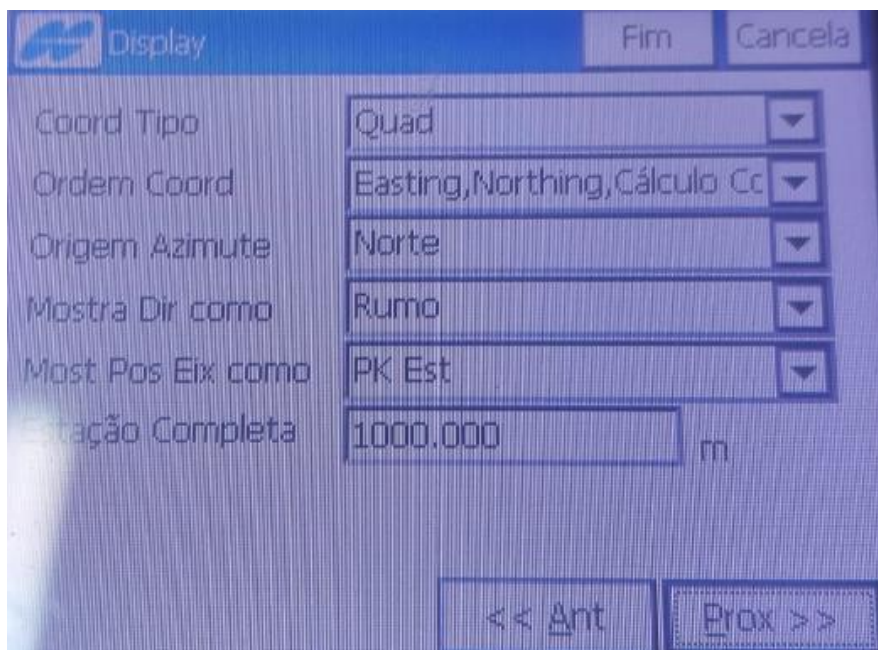 Display
Fim
Cancela
Coord Tipo
Quad
Ordem Coord
Easting,Northing,Cálculo Cc
Origem Azimute
Norte
Mostra Dir como
Rumo
Most Pos Eix como
PK Est
Estação Completa
1000.000
m
<< Ant
Prox >>